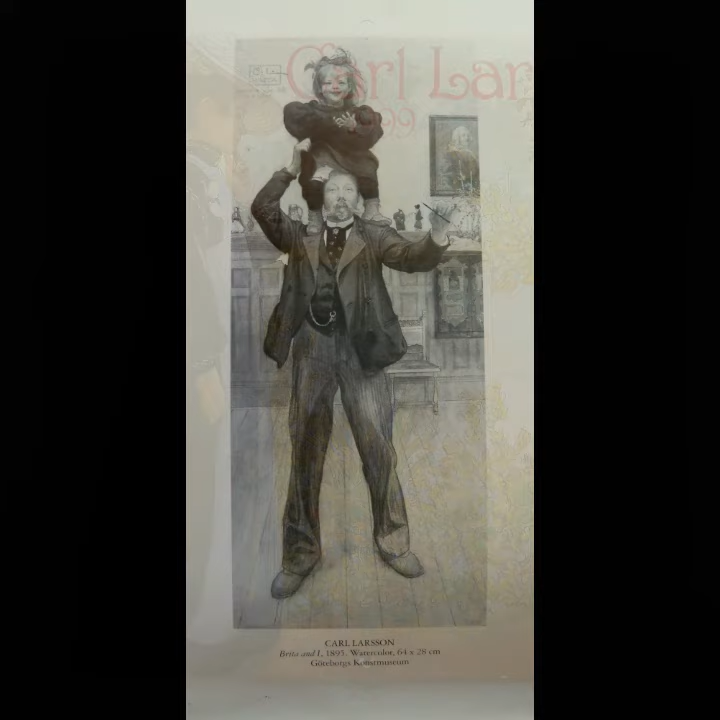 Carl Lar
CARL LARSSON
Brita and I, 1895. Watercolor, 64 x 28 cm
Göteborgs Konstmuseum